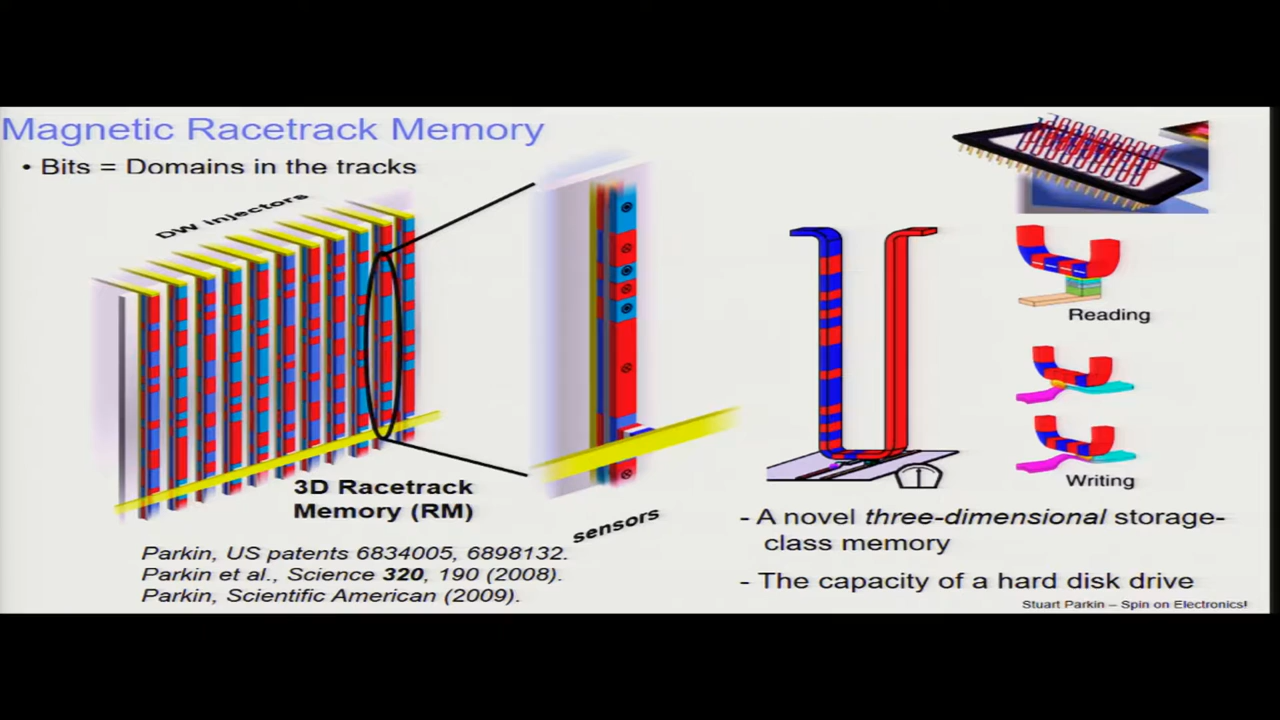 Magnetic Racetrack Memory
• Bits = Domains in the tracks
DW injectors
3D Racetrack
Memory (RM)
sensors
Parkin, US patents 6834005, 6898132.
Parkin et al., Science 320, 190 (2008).
Parkin, Scientific American (2009).
Reading
Writing
- A novel three-dimensional storage-
class memory
- The capacity of a hard disk drive
Stuart Parkin – Spin on Electronics!